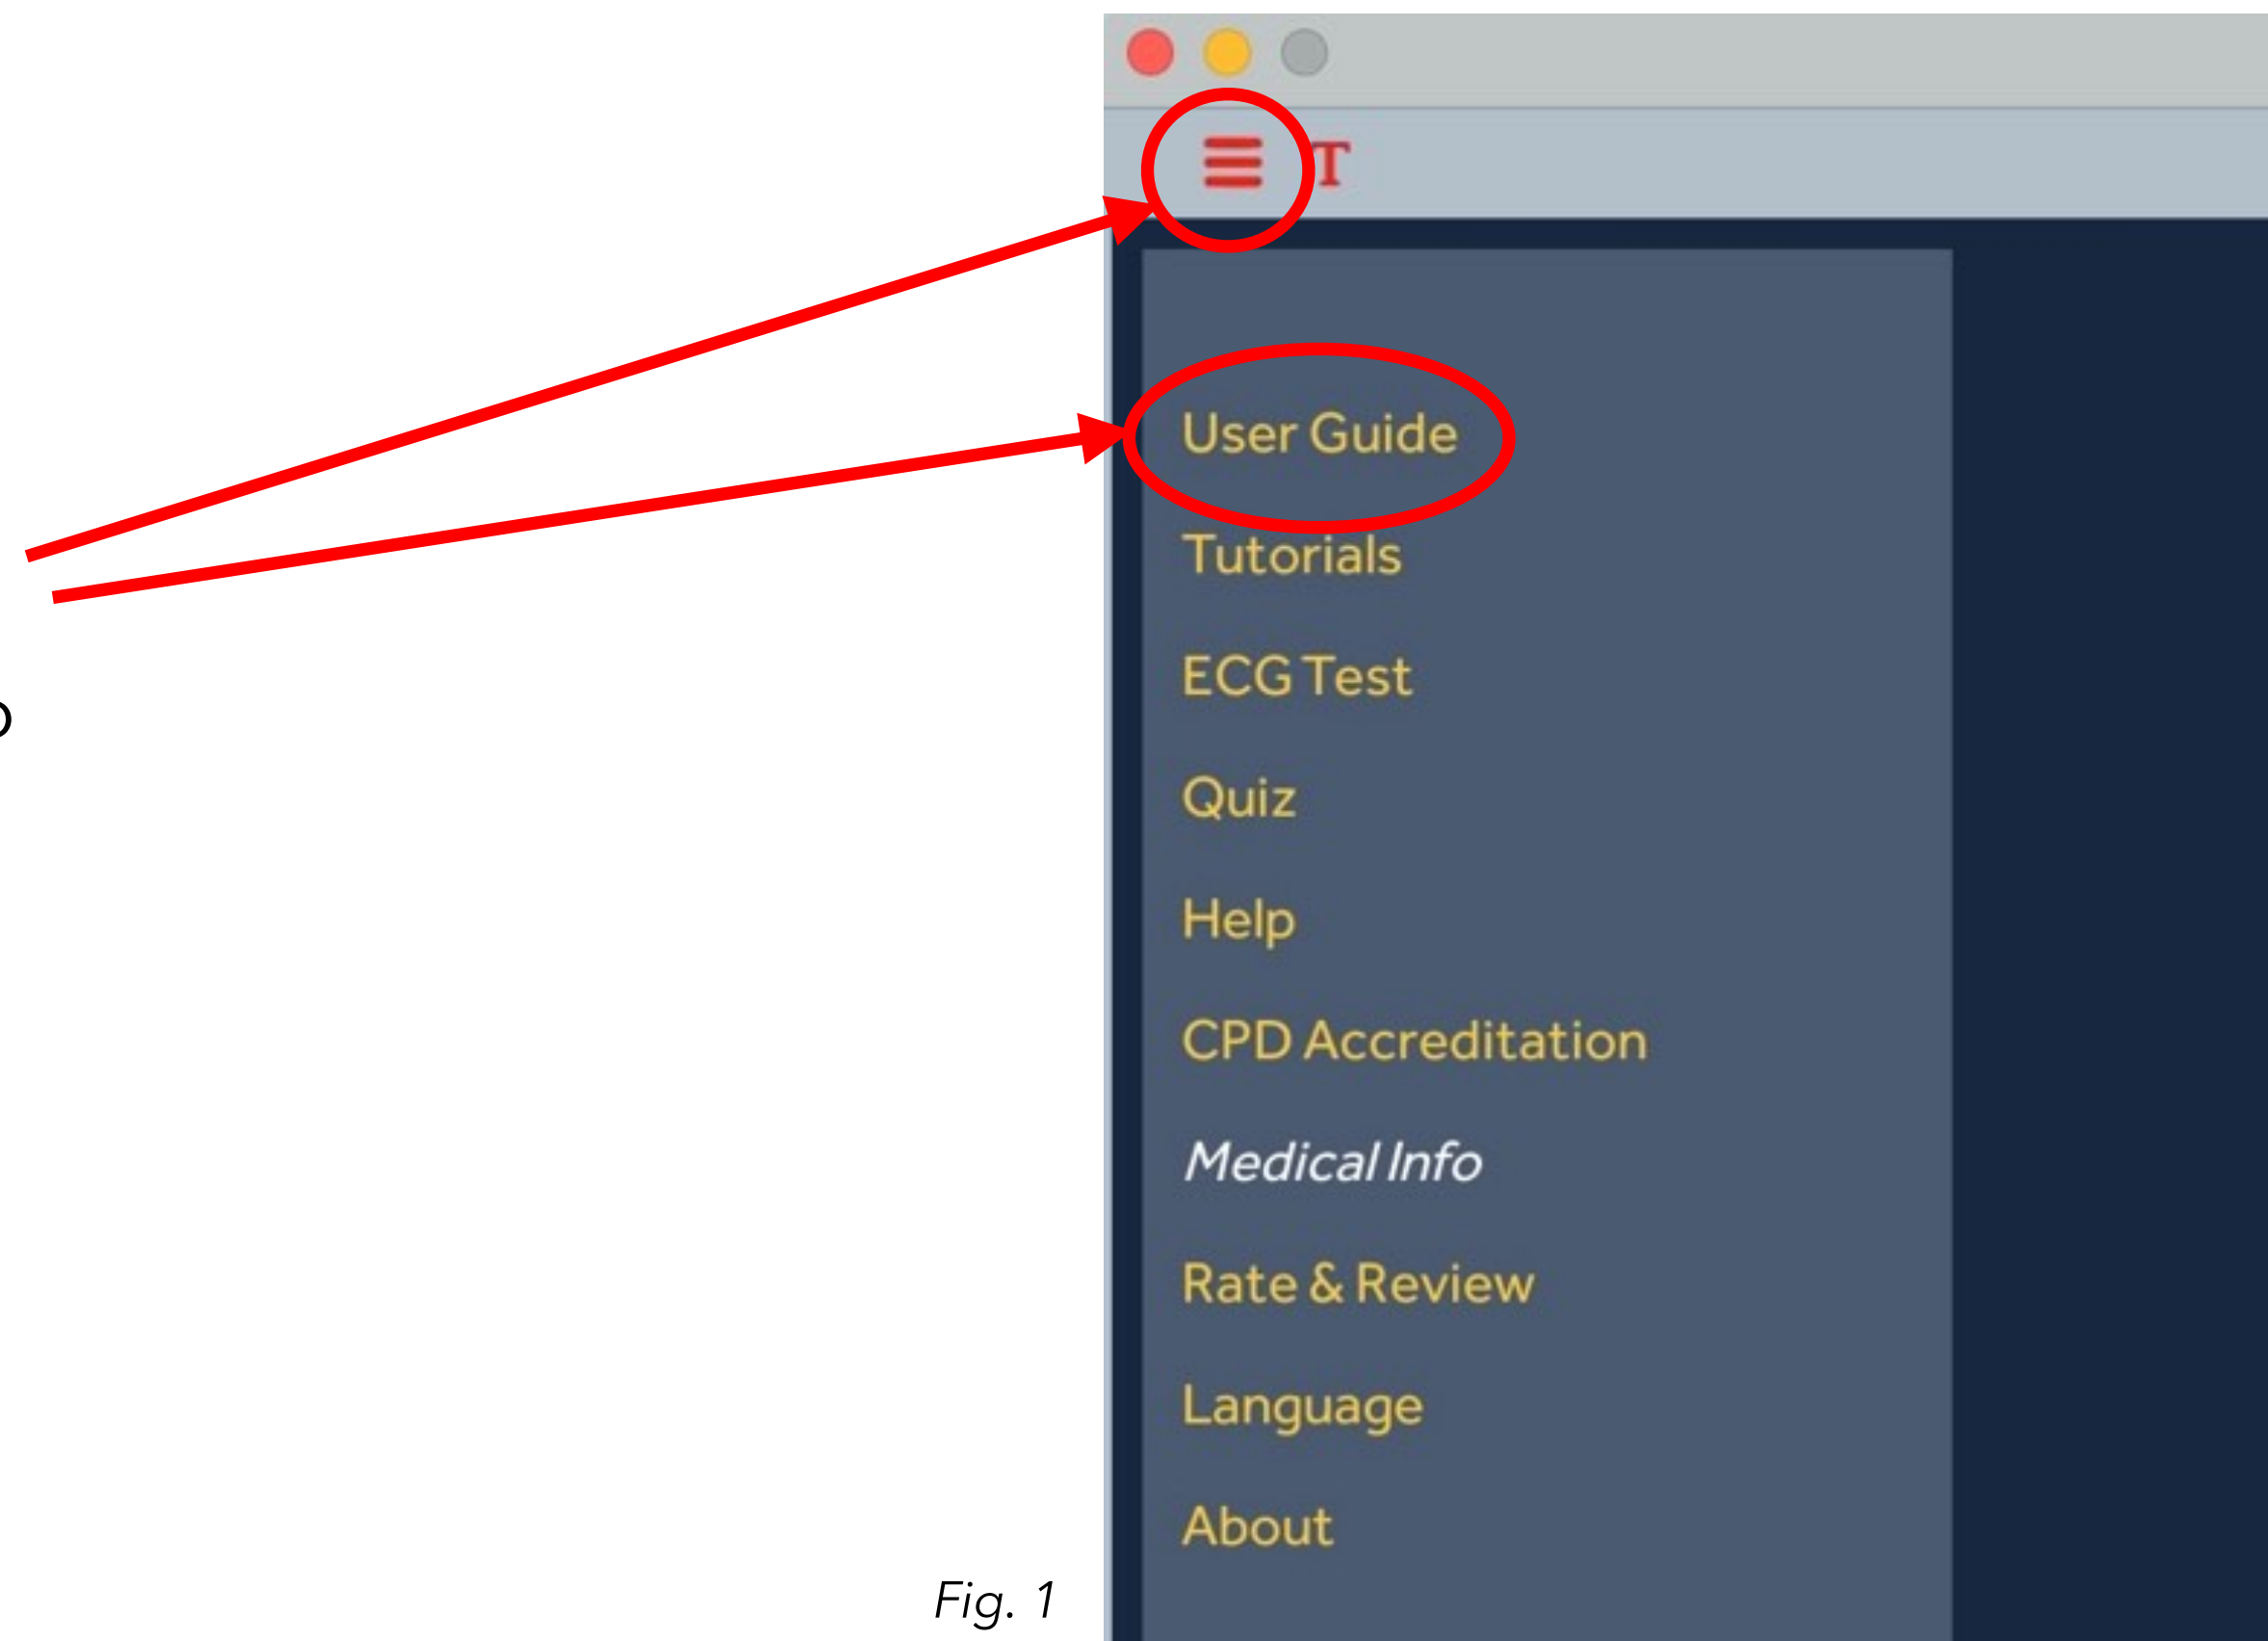 T
User Guide
Tutorials
ECG Test
Quiz
Help
CPD Accreditation
Medical Info
Rate & Review
Language
About
Fig. 1